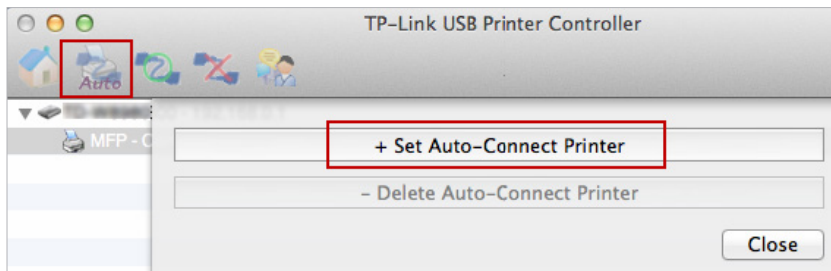 TP-Link USB Printer Controller
Auto
MFP - C
+ Set Auto-Connect Printer
- Delete Auto-Connect Printer
Close